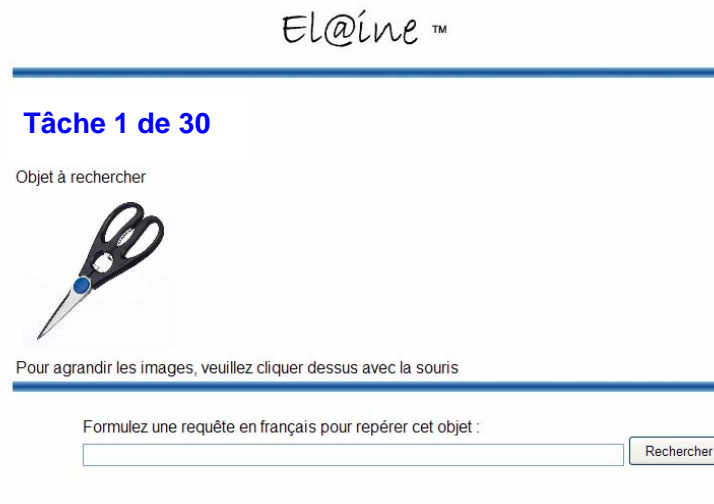 El@ine ™
Tâche 1 de 30
Objet à rechercher
Pour agrandir les images, veuillez cliquer dessus avec la souris
Formulez une requête en français pour repérer cet objet :
Rechercher